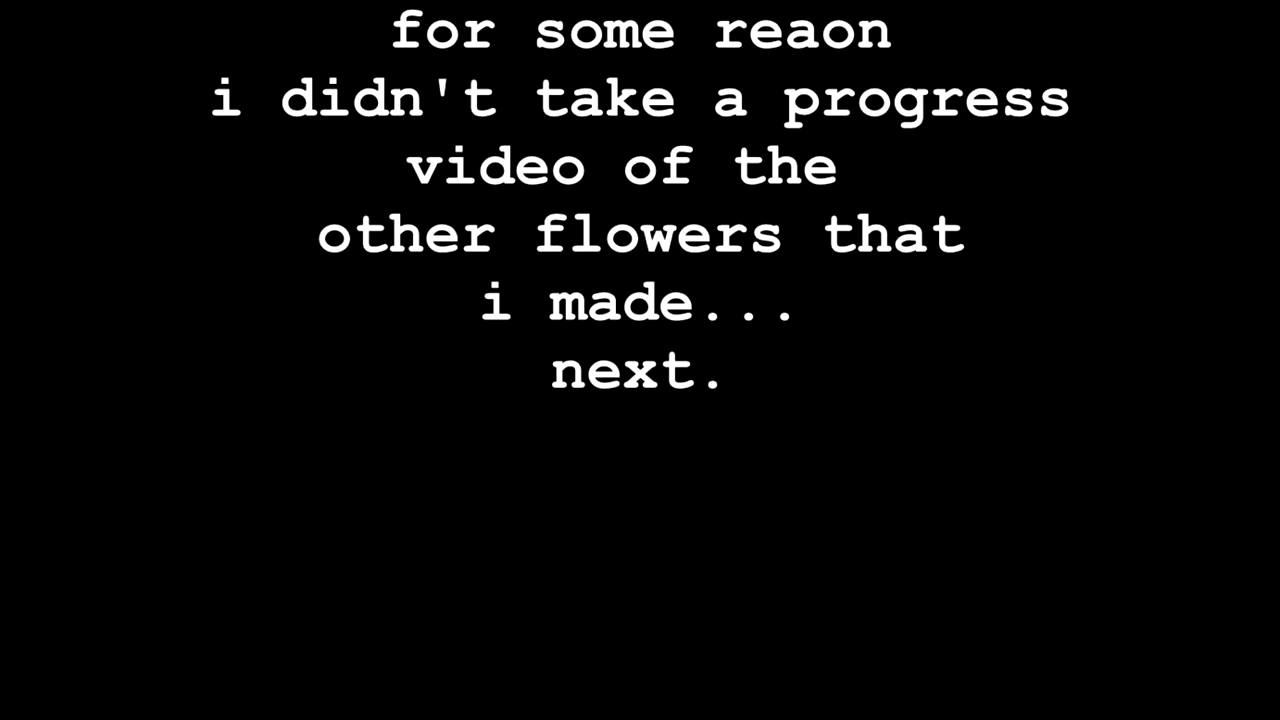 for some reaon
i didn't take a progress
video of the
other flowers that
i made...
next.